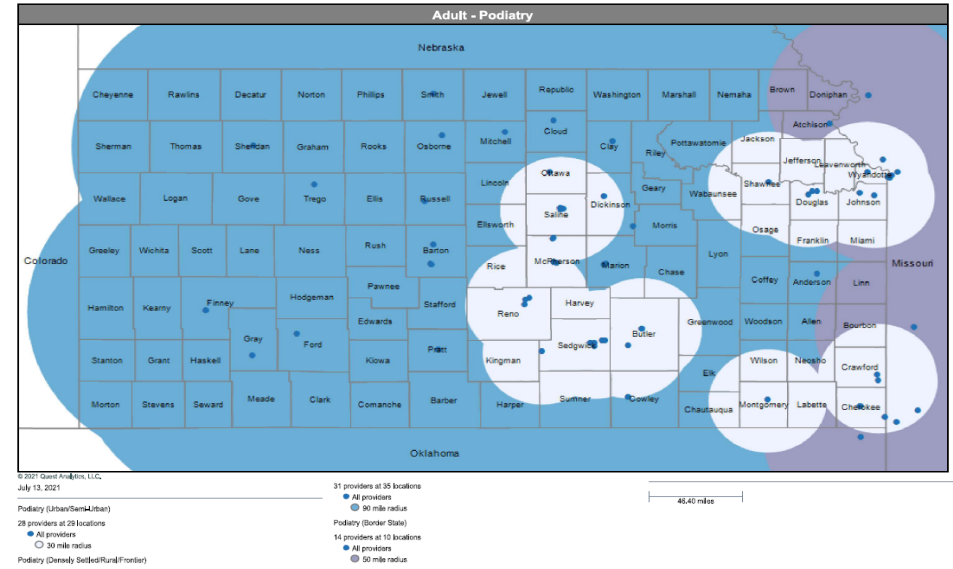 Adult - Podiatry
Nebraska
Cheyenne Rawlins Decatur Norton Phillips Smith Jewell Republic Washington Marshall Nemaha Brown Doniphan
Atchison
Sherman Thomas Sheridan Graham Rooks Osborne Mitchell Cloud Clay Riley Pottawatomie Jackson
Jefferson Leavenworth
Wyandotte
Lincoln Ottawa
Wallace Logan Gove Trego Ellis Russell Saline Dickinson Geary Wabaunsee Shawnee Douglas Johnson
Ellsworth Morris Osage
Franklin Miami
Colorado Greeley Wichita Scott Lane Ness Rush Barton Rice McPherson Marion Chase Lyon Missouri
Coffey Anderson Linn
Pawnee
Hamilton Kearny Finney Hodgeman Stafford Reno Harvey
Edwards Butler Greenwood Woodson Allen Bourbon
Gray Ford Sedgwick
Stanton Grant Haskell Kiowa Pratt Kingman Elk Wilson Neosho Crawford
Morton Stevens Seward Meade Clark Comanche Barber Harper Sumner Cowley Chautauqua Montgomery Labette Cherokee
Oklahoma
© 2021 Quest Analytics, LLC.
July 13, 2021
Podiatry (Urban/Semi-Urban)
28 providers at 29 locations
All providers
30 mile radius
Podiatry (Densely Settled/Rural/Frontier)
31 providers at 35 locations
All providers
90 mile radius
Podiatry (Border State)
14 providers at 10 locations
All providers
50 mile radius
46.40 miles